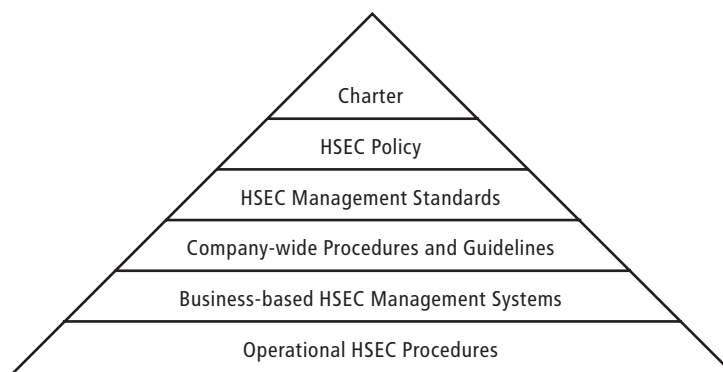 Charter
HSEC Policy
HSEC Management Standards
Company-wide Procedures and Guidelines
Business-based HSEC Management Systems
Operational HSEC Procedures